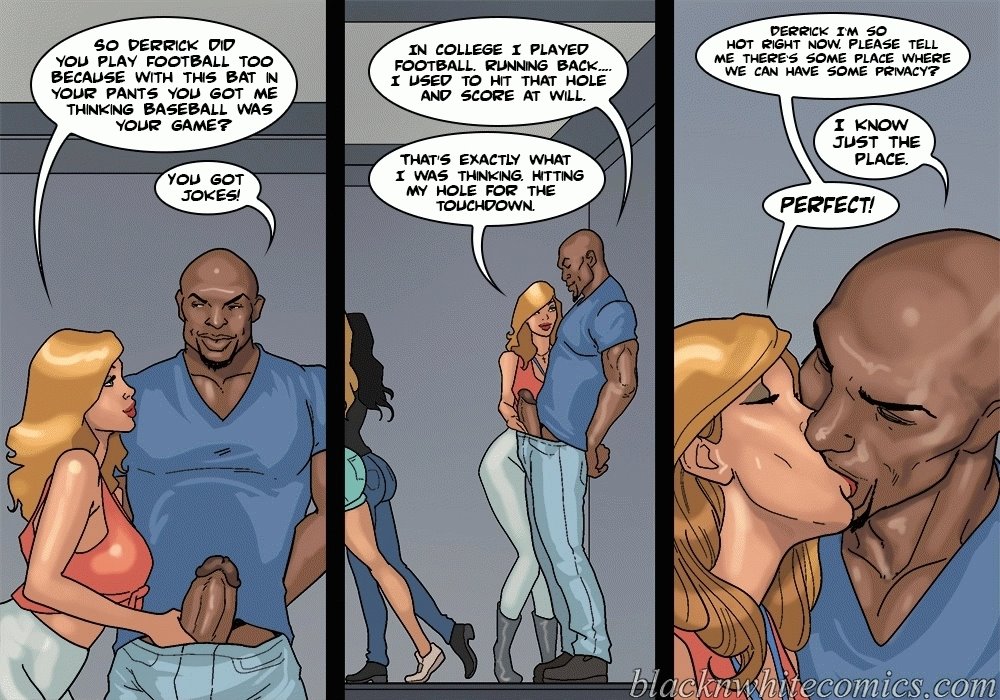 SO DERRICK DID
YOU PLAY FOOTBALL TOO
BECAUSE WITH THIS BAT IN
YOUR PANTS YOU GOT ME
THINKING BASEBALL WAS
YOUR GAME?
YOU GOT
JOKES!
IN COLLEGE I PLAYED
FOOTBALL. RUNNING BACK....
I USED TO HIT THAT HOLE
AND SCORE AT WILL.
THAT'S EXACTLY WHAT
I WAS THINKING. HITTING
MY HOLE FOR THE
TOUCHDOWN.
DERRICK I'M SO
HOT RIGHT NOW. PLEASE TELL
ME THERE'S SOME PLACE WHERE
WE CAN HAVE SOME PRIVACY?
I KNOW
JUST THE
PLACE.
PERFECT!
blacknwhitecomics.com